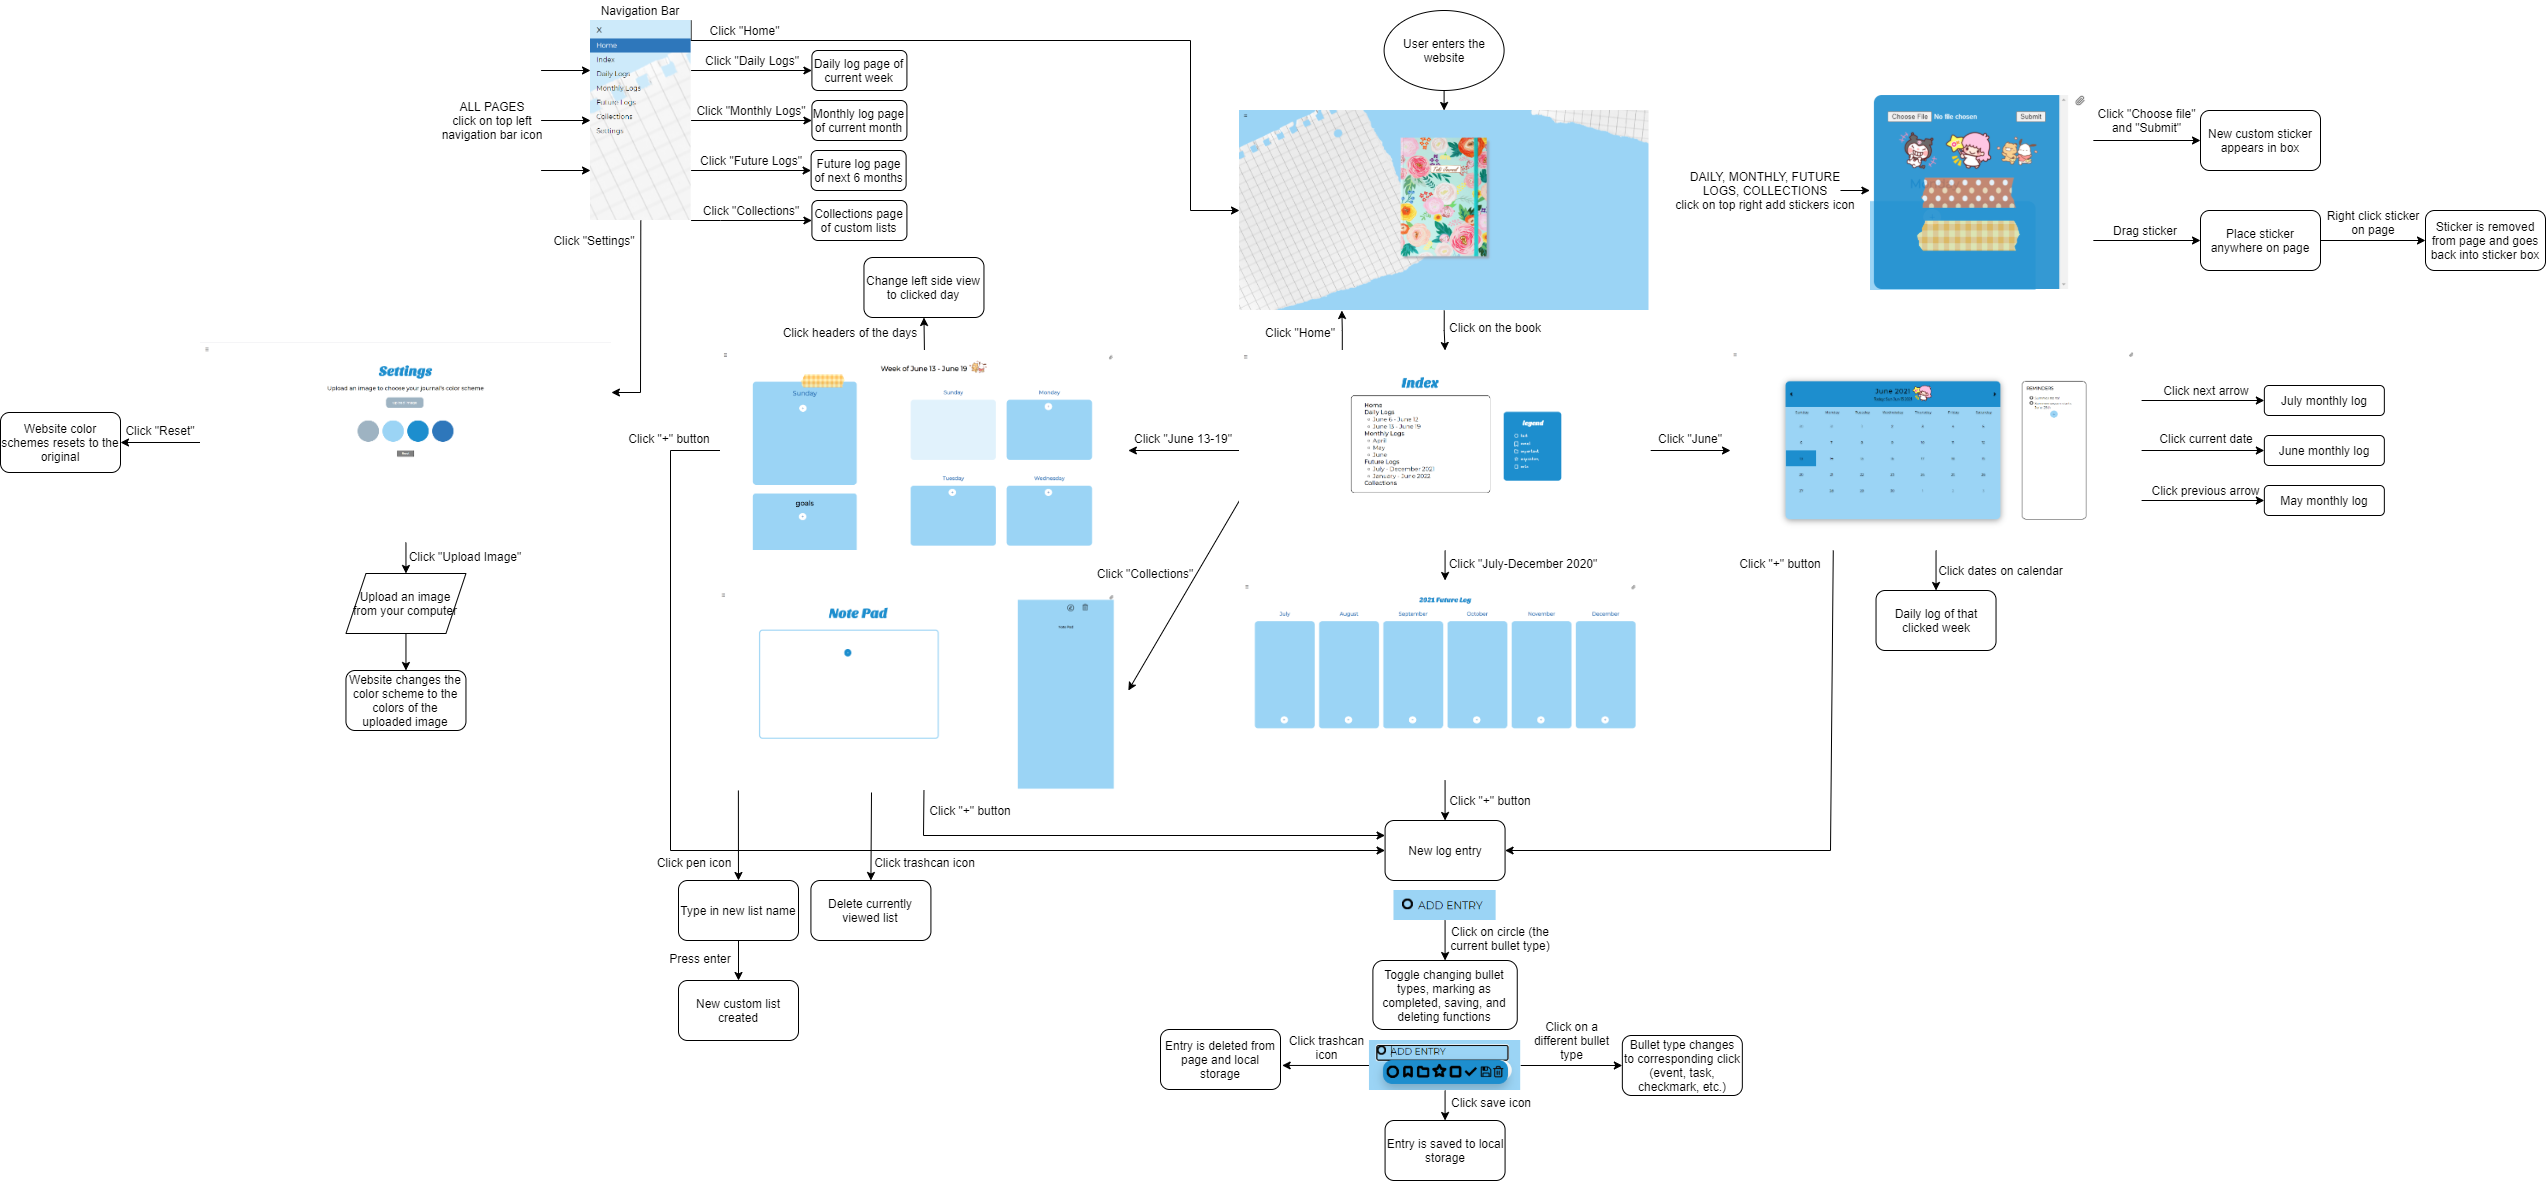 Navigation Bar
X
Home
Index
Daily Logs
Monthly Logs
Future Logs
Collections
Settings
ALL PAGES
click on top left
navigation bar icon
Click "Home"
Click "Daily Logs"
Daily log page of
current week
Click "Monthly Logs"
Monthly log page
of current month
Click "Future Logs"
Future log page
of next 6 months
Click "Collections"
Collections page
of custom lists
Click "Settings"
User enters the
website
DAILY, MONTHLY, FUTURE
LOGS, COLLECTIONS
click on top right add stickers icon
Choose File No file chosen
Submit
Click "Choose file"
and "Submit"
New custom sticker
appears in box
Drag sticker
Place sticker
anywhere on page
Right click sticker
on page
Sticker is removed
from page and goes
back into sticker box
Change left side view
to clicked day
Click headers of the days
Click "Home"
Click on the book
Settings
Upload an image to choose your journal's color scheme
Website color
schemes resets to the
original
Click "Reset"
Click "Upload Image"
Upload an image
from your computer
Website changes the
color scheme to the
colors of the
uploaded image
Click "+" button
Week of June 13 - June 19
Sunday
goals
Sunday
Monday
Tuesday
Wednesday
Click "June 13-19"
Index
Home
Daily Logs
June 6 - June 12
June 13 - June 19
Monthly Logs
April
May
June
Future Logs
July - December 2021
January - June 2022
Collections
legend
Click "June"
June 2021
REMINDERS
Click next arrow
July monthly log
Click current date
June monthly log
Click previous arrow
May monthly log
Click "Collections"
Click "July-December 2020"
Click "+" button
Click dates on calendar
Daily log of that
clicked week
Note Pad
Note Pad
2021 Future Log
July
August
September
October
November
December
Click "+" button
Click "+" button
Click pen icon
Click trashcan icon
Type in new list name
Delete currently
viewed list
Press enter
New custom list
created
New log entry
ADD ENTRY
Click on circle (the
current bullet type)
Toggle changing bullet
types, marking as
completed, saving, and
deleting functions
Entry is deleted from
page and local
storage
Click trashcan
icon
ADD ENTRY
Click on a
different bullet
type
Bullet type changes
to corresponding click
(event, task,
checkmark, etc.)
Click save icon
Entry is saved to local
storage